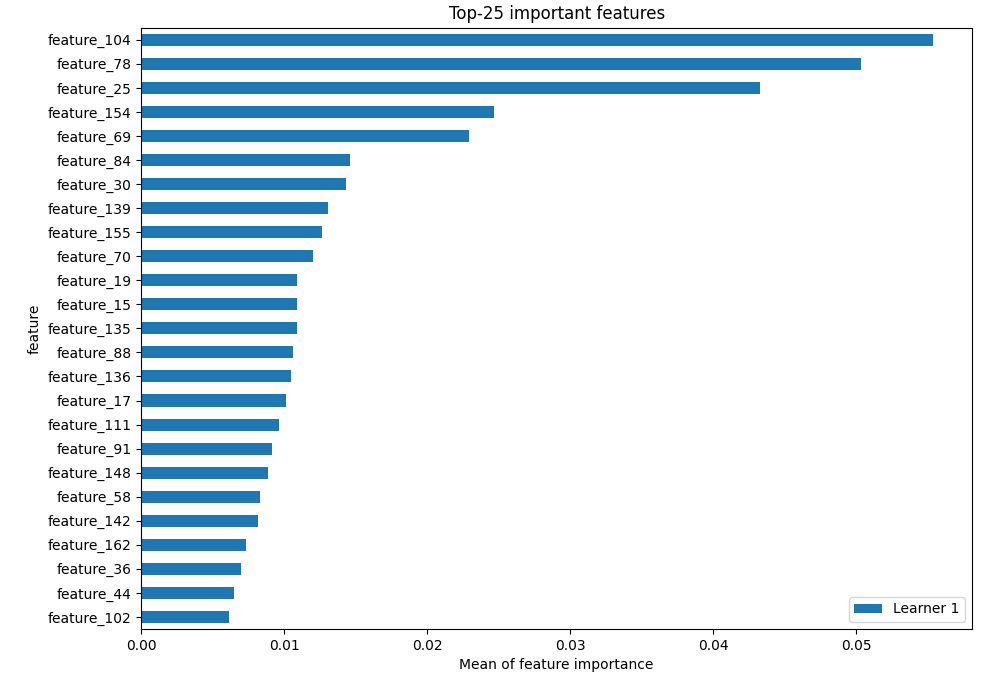 Top-25 important features
feature_104
feature_78
feature_25
feature_154
feature_69
feature_84
feature_30
feature_139
feature_155
feature_70
feature_19
feature_15
feature_135
feature_88
feature_136
feature_17
feature_111
feature_91
feature_148
feature_58
feature_142
feature_162
feature_36
feature_44
feature_102
feature
Learner 1
0.00 0.01 0.02 0.03 0.04 0.05
Mean of feature importance